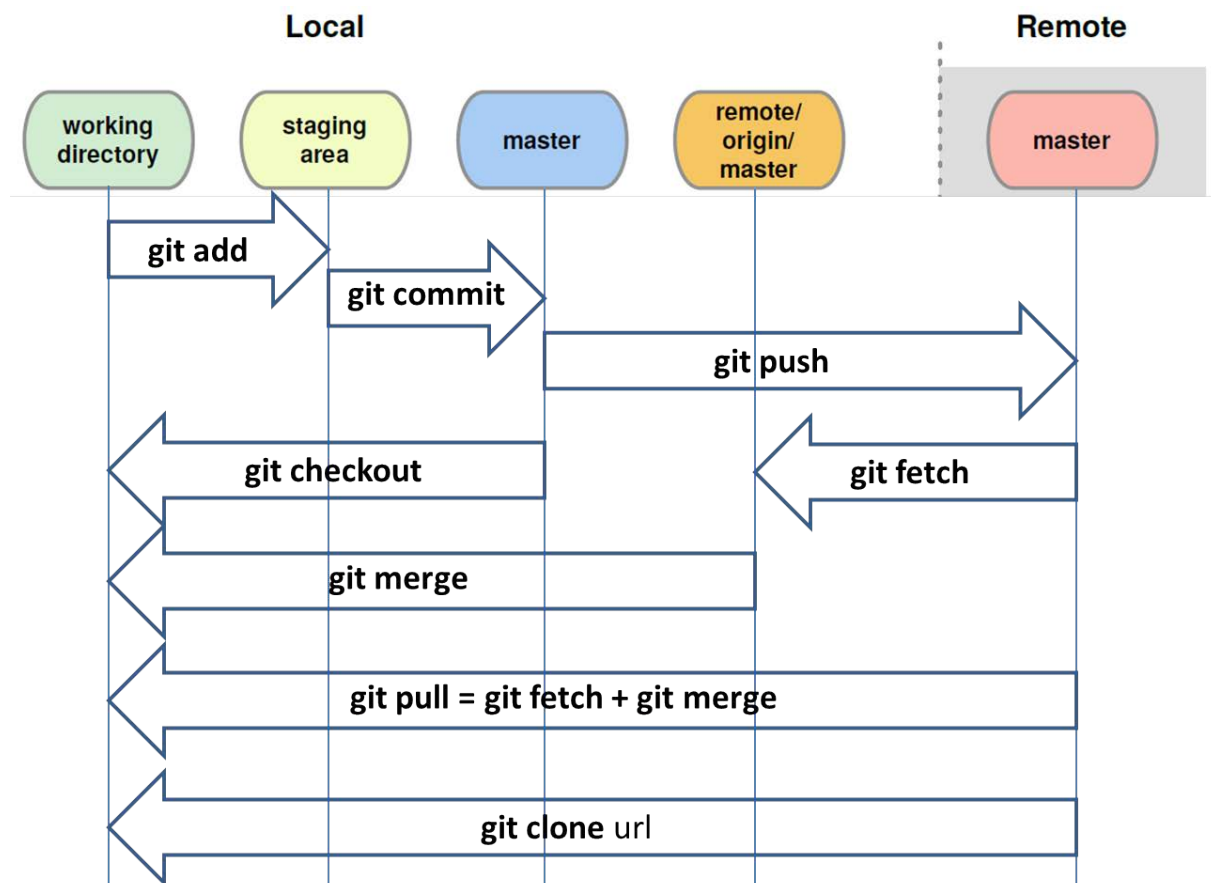 Local
Remote
working
directory
staging
area
master
remote/
origin/
master
master
git add
git commit
git push
git checkout
git fetch
git merge
git pull = git fetch + git merge
git clone url